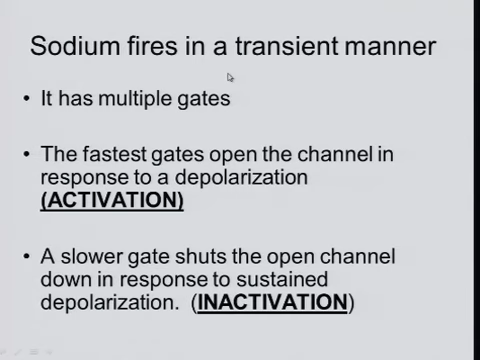 Sodium fires in a transient manner
• It has multiple gates
• The fastest gates open the channel in
response to a depolarization
(ACTIVATION)
• A slower gate shuts the open channel
down in response to sustained
depolarization. (INACTIVATION)